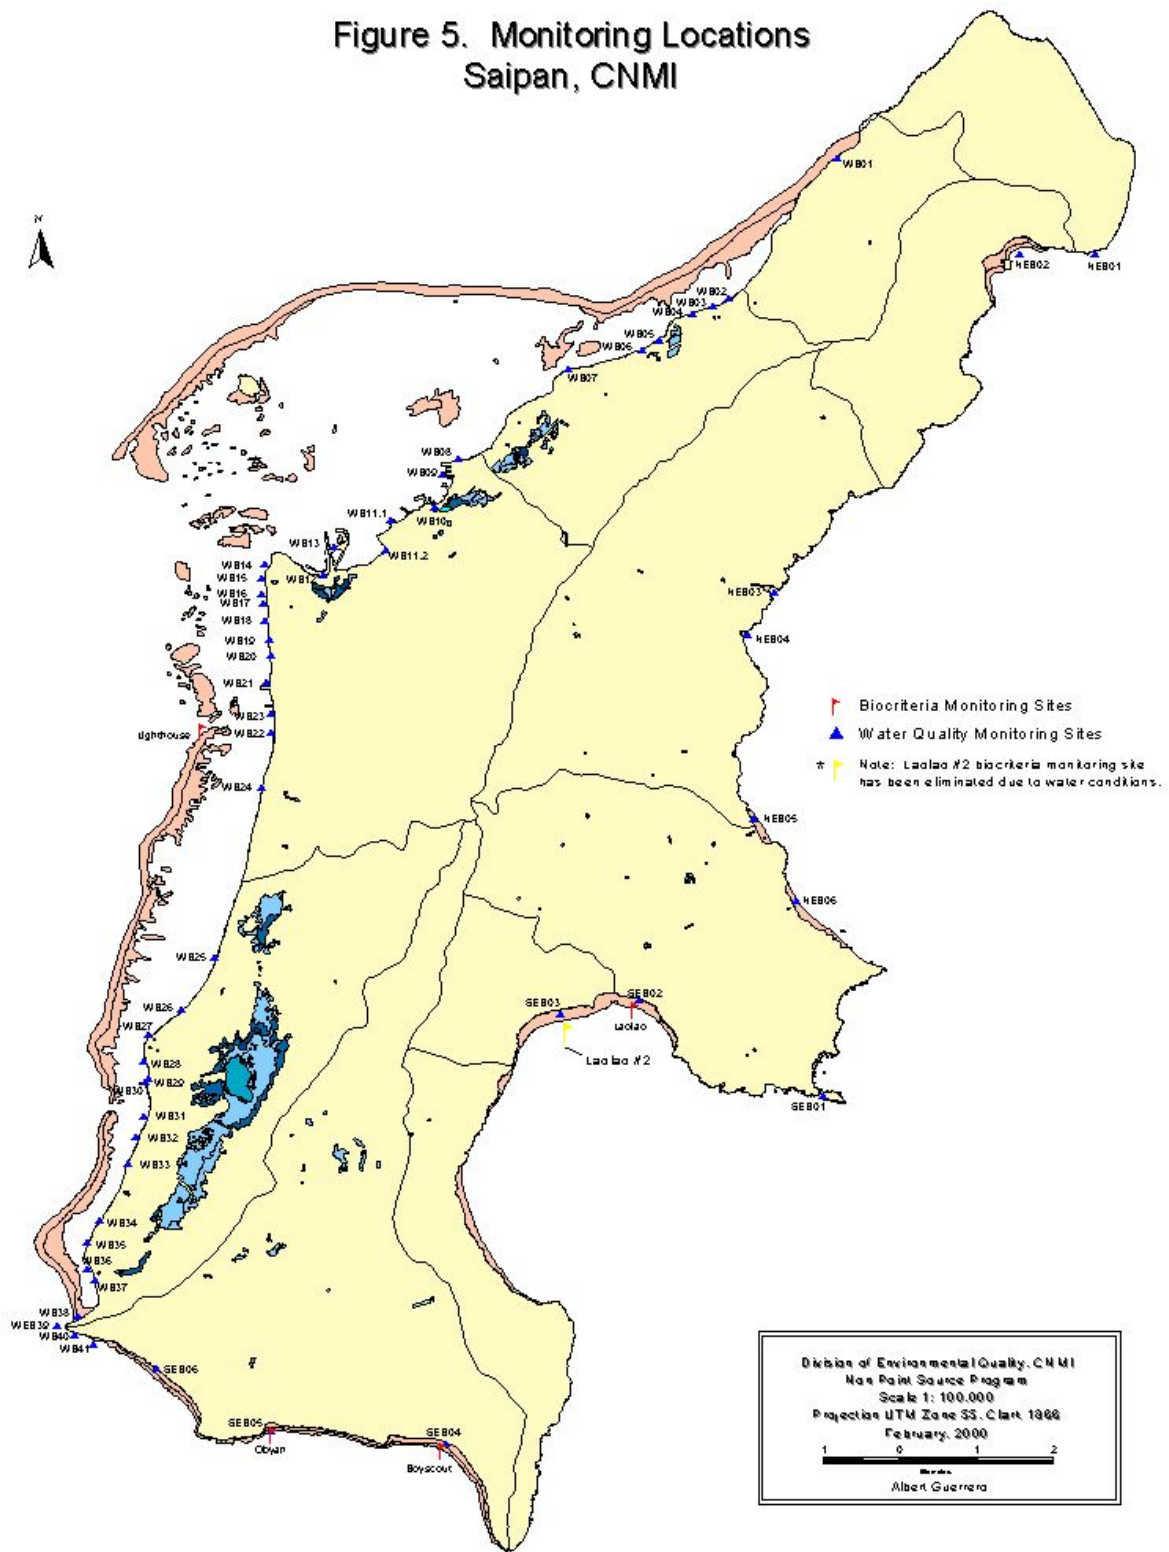 Figure 5. Monitoring Locations
Saipan, CNMI
N
WB01
NEB02
NEB01
WB02
WB03
WB04
WB05
WB06
WB07
WB08
WB09
WB10
WB11.1
WB11.2
WB13
WB14
WB15
WB16
WB17
WB18
WB19
WB20
WB21
WB23
WB22
Lighthouse
WB24
NEB03
NEB04
Biocriteria Monitoring Sites
Water Quality Monitoring Sites
* Note: Laolao #2 biocriteria monitoring site
has been eliminated due to water conditions.
NEB05
NEB06
WB25
WB26
WB27
WB28
WB29
WB30
WB31
WB32
WB33
SEB03
SEB02
Laolao
Laolao #2
SEB01
WB34
WB35
WB36
WB37
WB38
WEB39
WB40
WB41
SEB06
SEB05
Obyan
SEB04
Boyscout
Division of Environmental Quality, CNMI
Non Point Source Program
Scale 1: 100,000
Projection UTM Zone 55, Clark 1866
February, 2000
1 0 1 2
Albert Guerrero